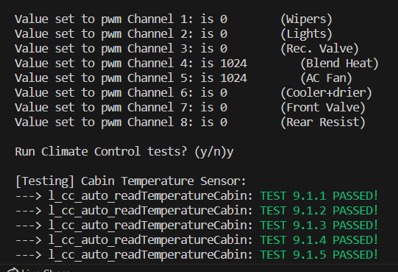 Value set to pwm Channel 1: is 0 (Wipers)
Value set to pwm Channel 2: is 0 (Lights)
Value set to pwm Channel 3: is 0 (Rec. Valve)
Value set to pwm Channel 4: is 1024 (Blend Heat)
Value set to pwm Channel 5: is 1024 (AC Fan)
Value set to pwm Channel 6: is 0 (Cooler+drier)
Value set to pwm Channel 7: is 0 (Front Valve)
Value set to pwm Channel 8: is 0 (Rear Resist)
Run Climate Control tests? (y/n)y
[Testing] Cabin Temperature Sensor:
---> l_cc_auto_readTemperatureCabin: TEST 9.1.1 PASSED!
---> l_cc_auto_readTemperatureCabin: TEST 9.1.2 PASSED!
---> l_cc_auto_readTemperatureCabin: TEST 9.1.3 PASSED!
---> l_cc_auto_readTemperatureCabin: TEST 9.1.4 PASSED!
---> l_cc_auto_readTemperatureCabin: TEST 9.1.5 PASSED!